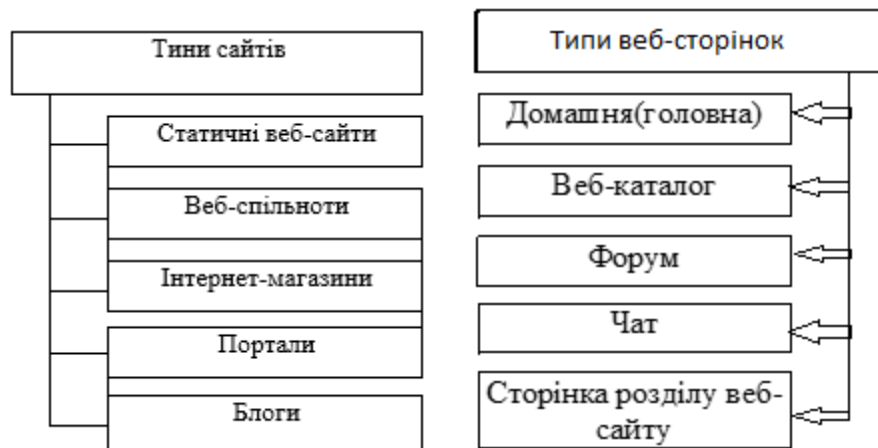 Тини сайтів
Статичні веб-сайти
Веб-спільноти
Інтернет-магазини
Портали
Блоги
Типи веб-сторінок
Домашня(головна)
Веб-каталог
Форум
Чат
Сторінка розділу веб-
сайту